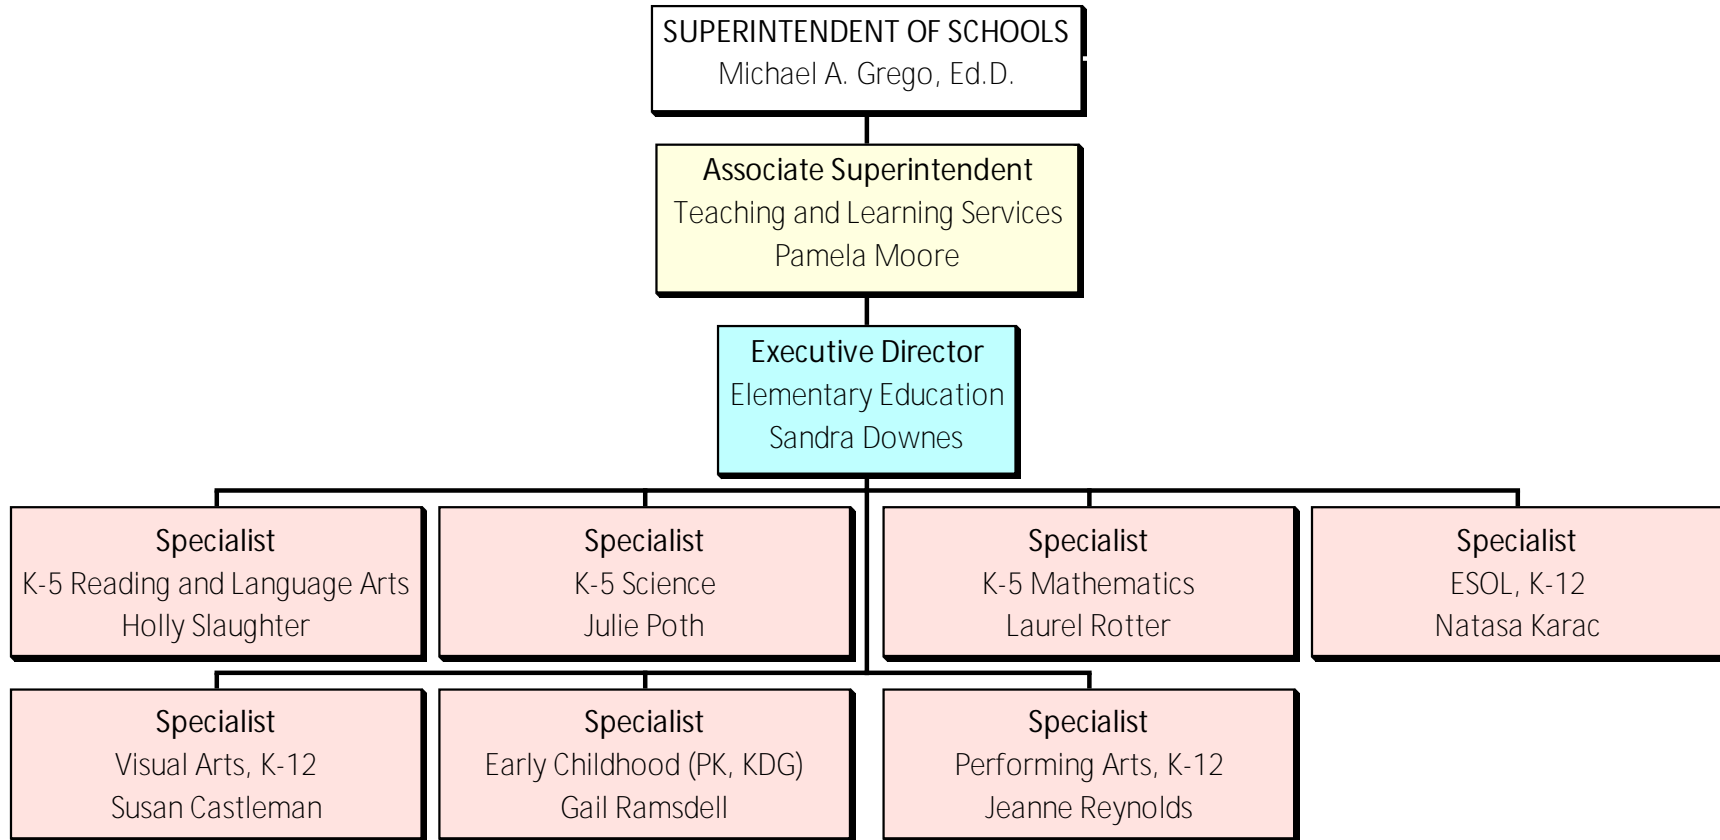 SUPERINTENDENT OF SCHOOLS
Michael A. Grego, Ed.D.
Associate Superintendent
Teaching and Learning Services
Pamela Moore
Executive Director
Elementary Education
Sandra Downes
Specialist
K-5 Reading and Language Arts
Holly Slaughter
Specialist
K-5 Science
Julie Poth
Specialist
K-5 Mathematics
Laurel Rotter
Specialist
ESOL, K-12
Natasa Karac
Specialist
Visual Arts, K-12
Susan Castleman
Specialist
Early Childhood (PK, KDG)
Gail Ramsdell
Specialist
Performing Arts, K-12
Jeanne Reynolds